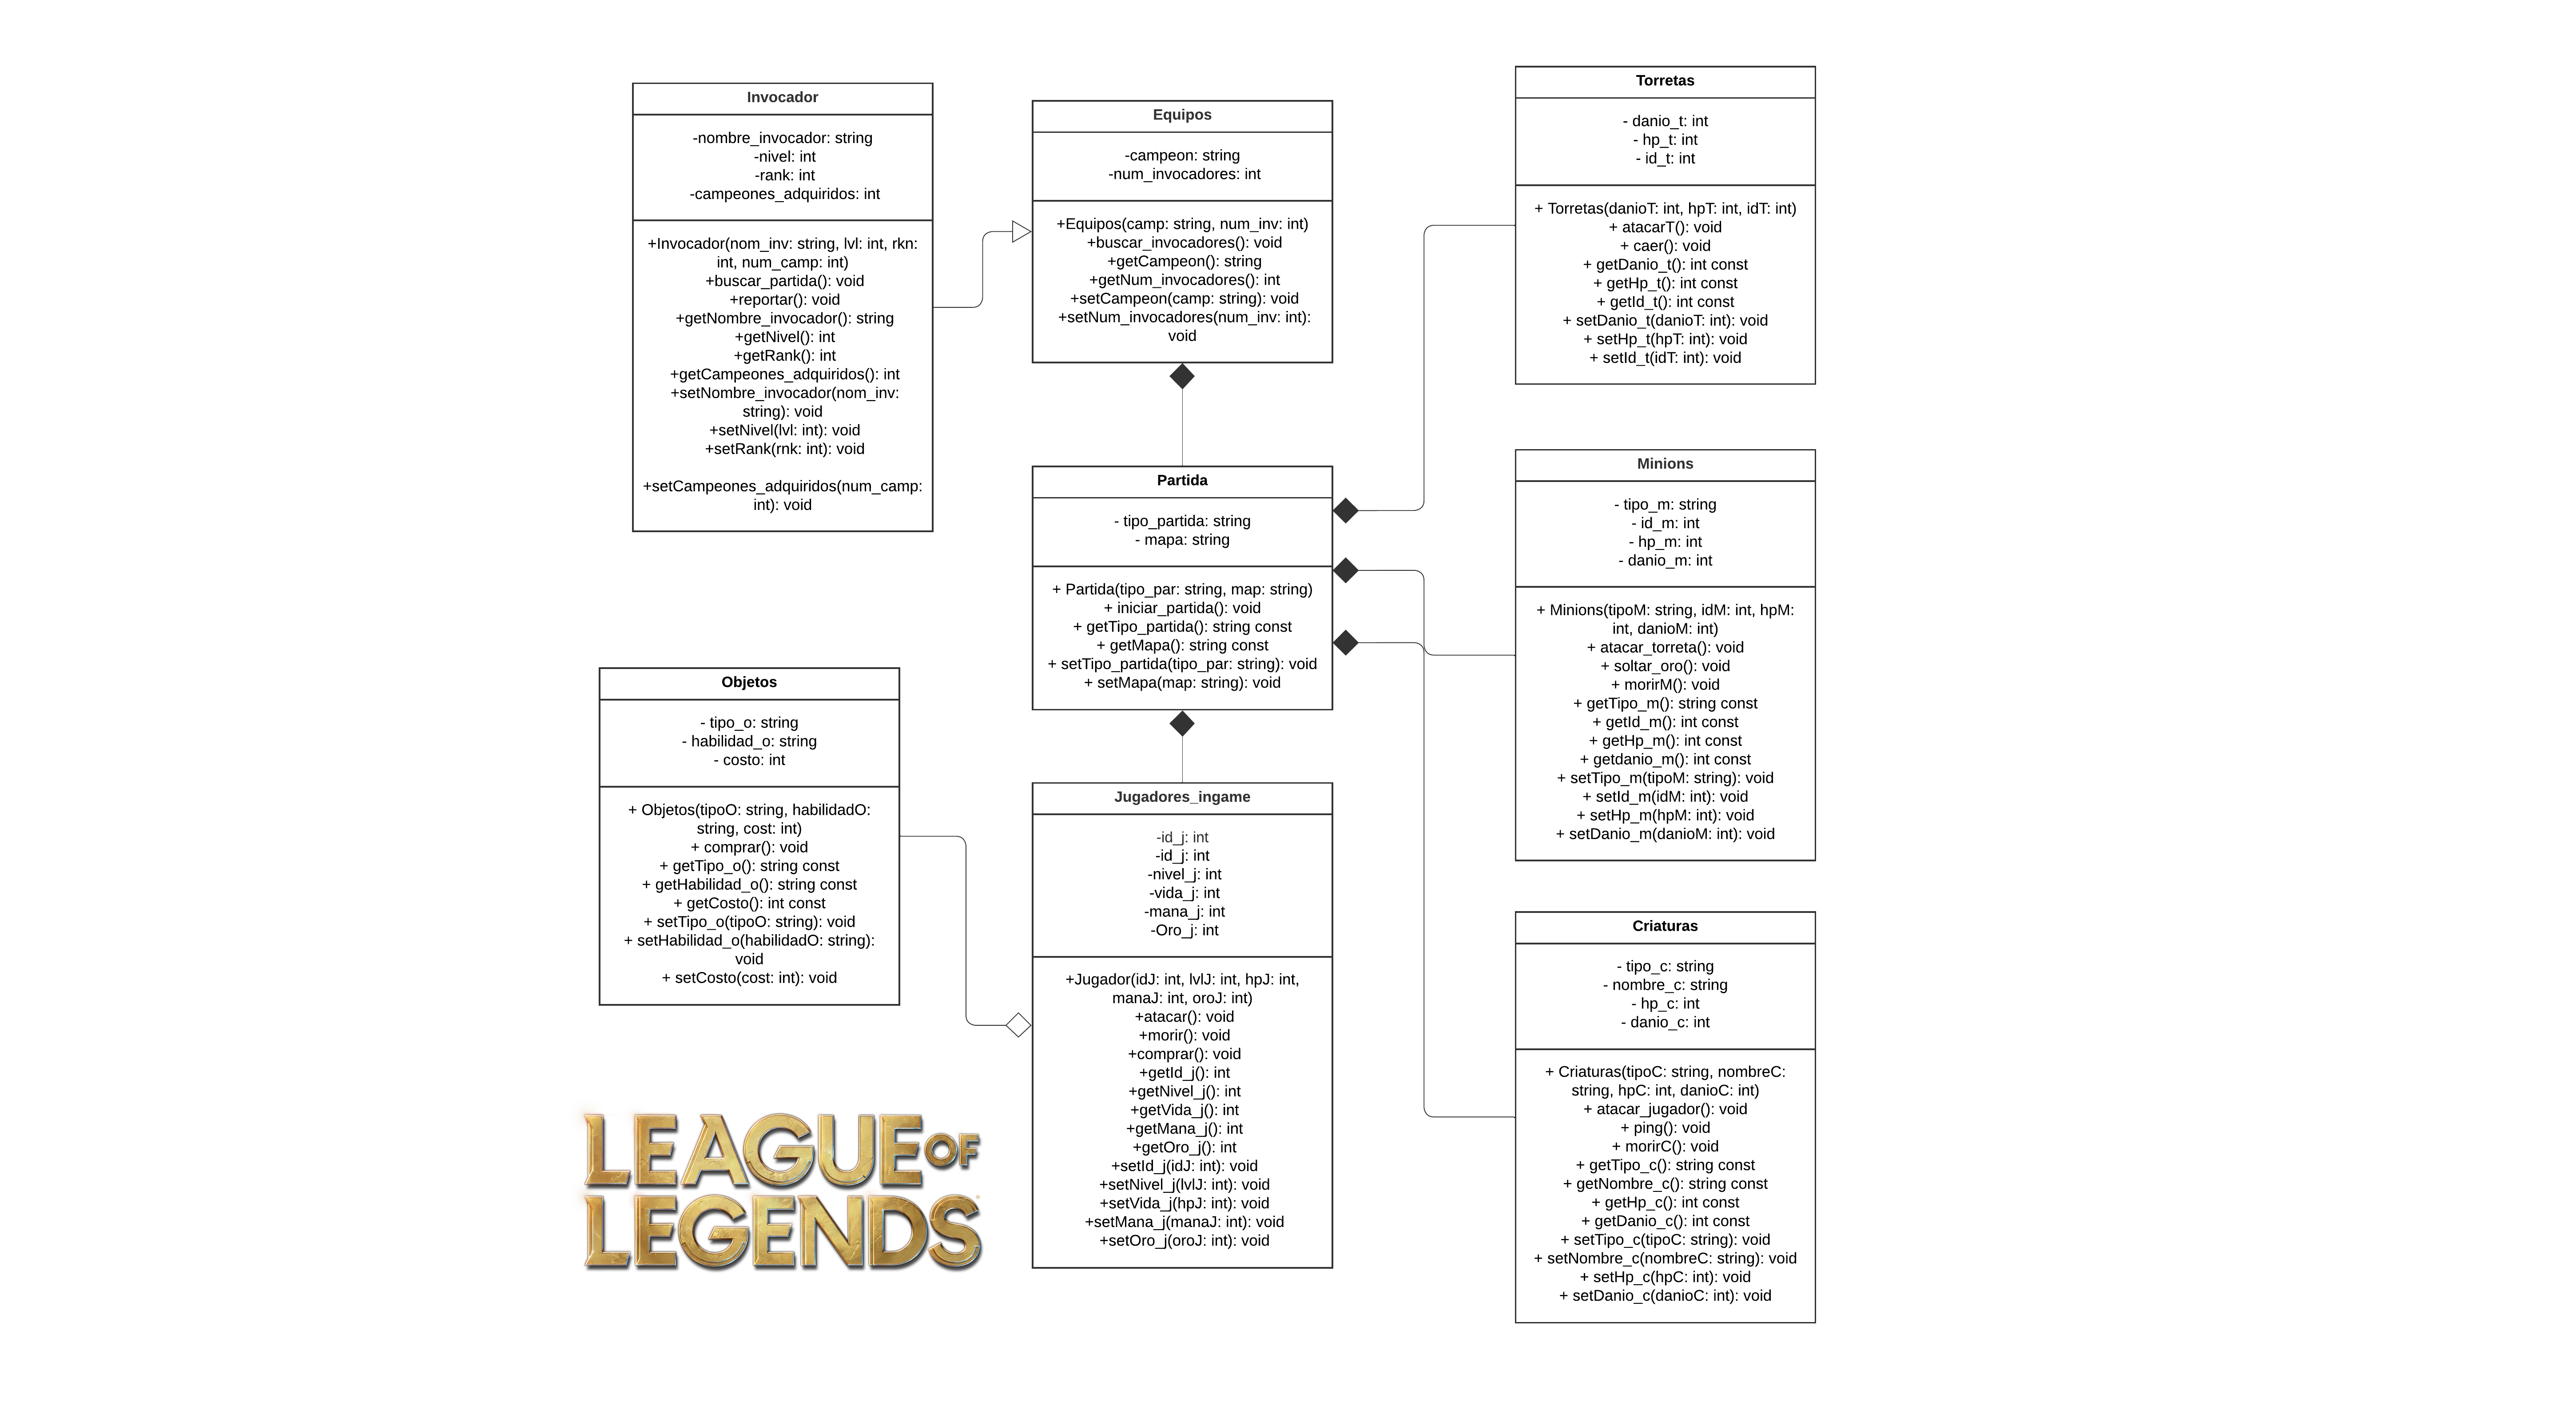 Invocador
-nombre_invocador: string
-nivel: int
-rank: int
-campeones_adquiridos: int
+Invocador(nom_inv: string, lvl: int, rkn:
int, num_camp: int)
+buscar_partida(): void
+reportar(): void
+getNombre_invocador(): string
+getNivel(): int
+getRank(): int
+getCampeones_adquiridos(): int
+setNombre_invocador(nom_inv:
string): void
+setNivel(lvl: int): void
+setRank(rnk: int): void
+setCampeones_adquiridos(num_camp:
int): void
Equipos
-campeon: string
-num_invocadores: int
+Equipos(camp: string, num_inv: int)
+buscar_invocadores(): void
+getCampeon(): string
+getNum_invocadores(): int
+setCampeon(camp: string): void
+setNum_invocadores(num_inv: int):
void
Torretas
- danio_t: int
- hp_t: int
- id_t: int
+ Torretas(danioT: int, hpT: int, idT: int)
+ atacarT(): void
+ caer(): void
+ getDanio_t(): int const
+ getHp_t(): int const
+ getId_t(): int const
+ setDanio_t(danioT: int): void
+ setHp_t(hpT: int): void
+ setId_t(idT: int): void
Partida
- tipo_partida: string
- mapa: string
+ Partida(tipo_par: string, map: string)
+ iniciar_partida(): void
+ getTipo_partida(): string const
+ getMapa(): string const
+ setTipo_partida(tipo_par: string): void
+ setMapa(map: string): void
Minions
- tipo_m: string
- id_m: int
- hp_m: int
- danio_m: int
+ Minions(tipoM: string, idM: int, hpM:
int, danioM: int)
+ atacar_torreta(): void
+ soltar_oro(): void
+ morirM(): void
+ getTipo_m(): string const
+ getId_m(): int const
+ getHp_m(): int const
+ getdanio_m(): int const
+ setTipo_m(tipoM: string): void
+ setId_m(idM: int): void
+ setHp_m(hpM: int): void
+ setDanio_m(danioM: int): void
Objetos
- tipo_o: string
- habilidad_o: string
- costo: int
+ Objetos(tipoO: string, habilidadO:
string, cost: int)
+ comprar(): void
+ getTipo_o(): string const
+ getHabilidad_o(): string const
+ getCosto(): int const
+ setTipo_o(tipoO: string): void
+ setHabilidad_o(habilidadO: string):
void
+ setCosto(cost: int): void
Jugadores_ingame
-id_j: int
-id_j: int
-nivel_j: int
-vida_j: int
-mana_j: int
-Oro_j: int
+Jugador(idJ: int, lvlJ: int, hpJ: int,
manaJ: int, oroJ: int)
+atacar(): void
+morir(): void
+comprar(): void
+getId_j(): int
+getNivel_j(): int
+getVida_j(): int
+getMana_j(): int
+getOro_j(): int
+setId_j(idJ: int): void
+setNivel_j(lvlJ: int): void
+setVida_j(hpJ: int): void
+setMana_j(manaJ: int): void
+setOro_j(oroJ: int): void
Criaturas
- tipo_c: string
- nombre_c: string
- hp_c: int
- danio_c: int
+ Criaturas(tipoC: string, nombreC:
string, hpC: int, danioC: int)
+ atacar_jugador(): void
+ ping(): void
+ morirC(): void
+ getTipo_c(): string const
+ getNombre_c(): string const
+ getHp_c(): int const
+ getDanio_c(): int const
+ setTipo_c(tipoC: string): void
+ setNombre_c(nombreC: string): void
+ setHp_c(hpC: int): void
+ setDanio_c(danioC: int): void
LEAGUE OF
LEGENDS